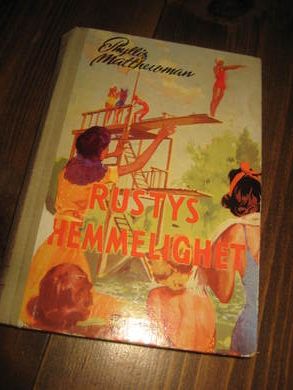 Phyllis
Matthewman
RUSTYS
HEMMELIGHET